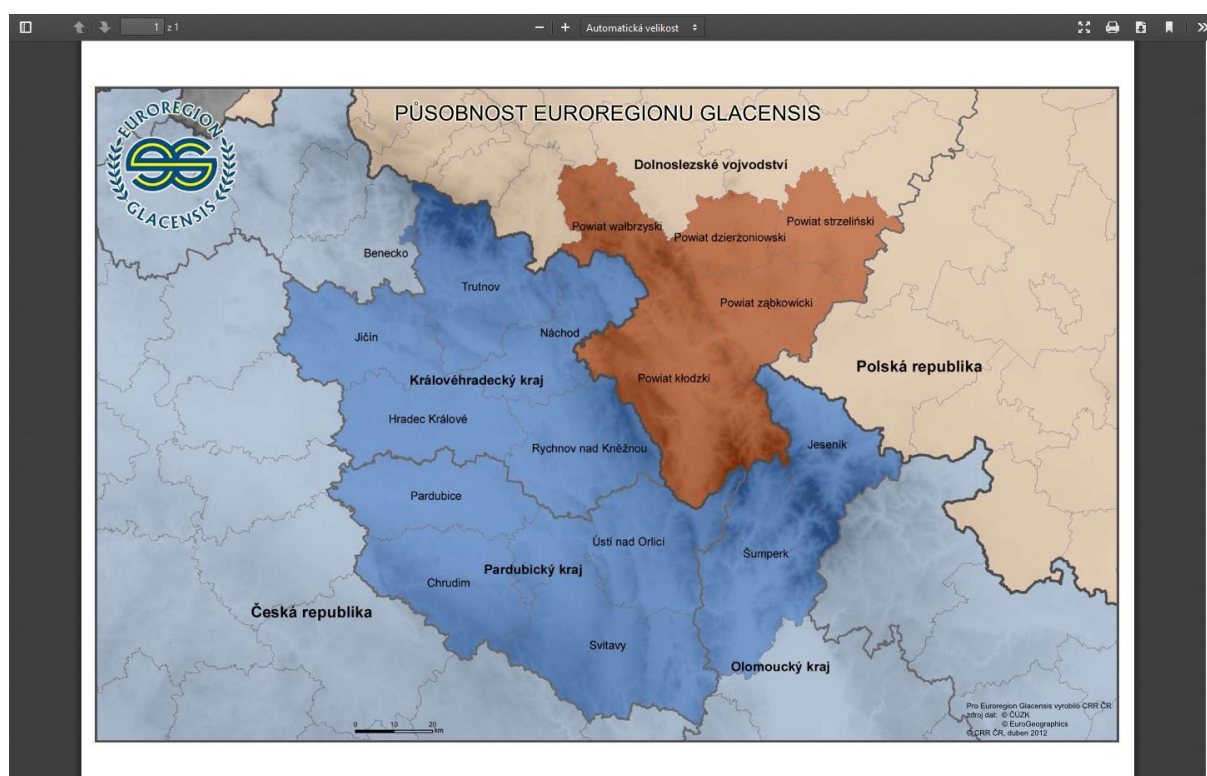 1 z 1
Automatická velikost
EUROREGION
GLACENSIS
PŮSOBNOST EUROREGIONU GLACENSIS
Dolnoslezské vojvodství
Powiat strzeliński
Powiat wałbrzyski
Powiat dzierżoniowski
Benecko
Trutnov
Powiat ząbkowicki
Náchod
Jičín
Polská republika
Královéhradecký kraj
Powiat kłodzki
Hradec Králové
Jeseník
Rychnov nad Kněžnou
Pardubice
Ústí nad Orlicí
Šumperk
Pardubický kraj
Chrudim
Česká republika
Svitavy
Olomoucký kraj
Pro Euroregion Glacensis vyrobilo CRR ČR
zdroj dat: © ČÚZK
© EuroGeographics
© CRR ČR, duben 2012
0 10 20
km